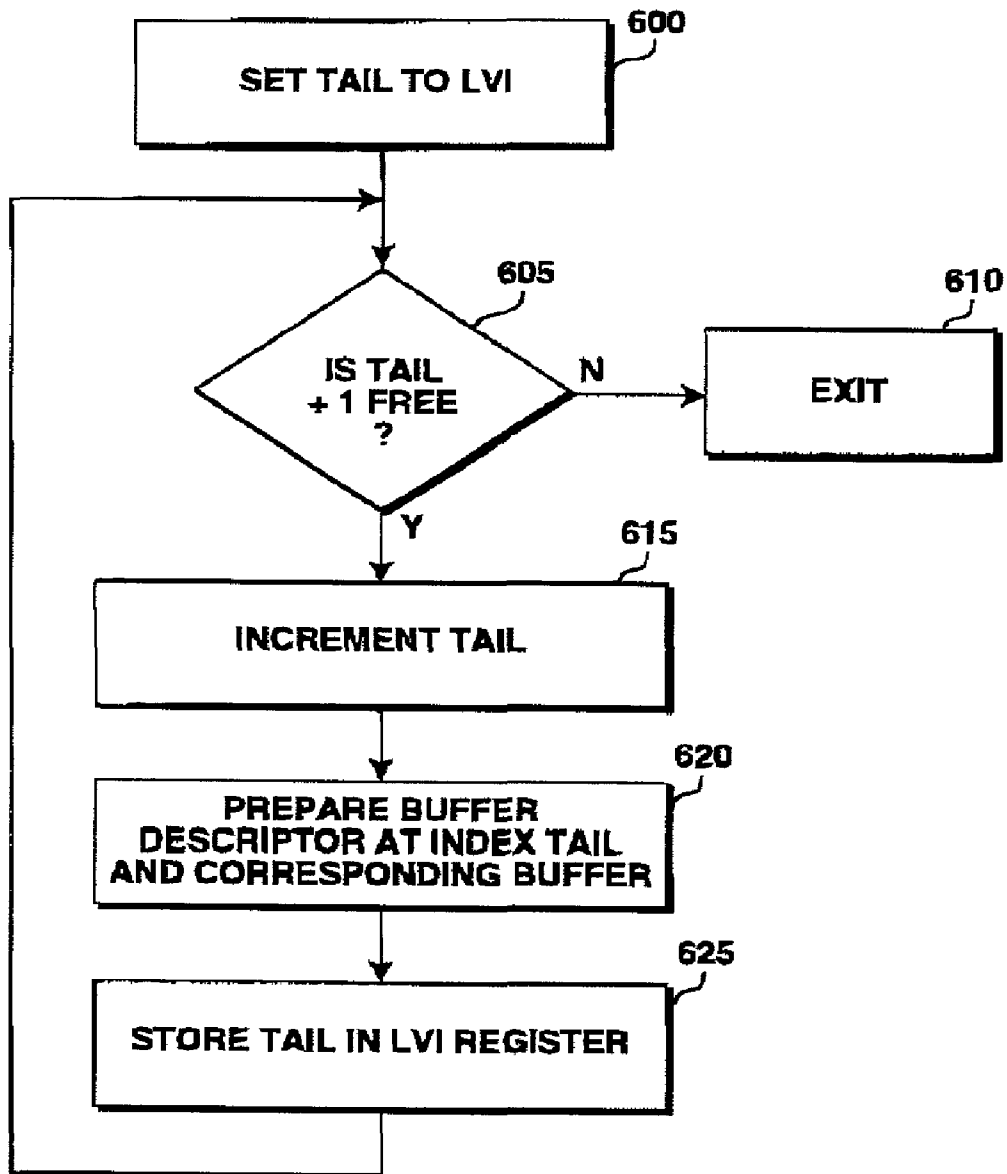 600
SET TAIL TO LVI
605
610
IS TAIL
+ 1 FREE
?
N
EXIT
Y
615
INCREMENT TAIL
620
PREPARE BUFFER
DESCRIPTOR AT INDEX TAIL
AND CORRESPONDING BUFFER
625
STORE TAIL IN LVI REGISTER